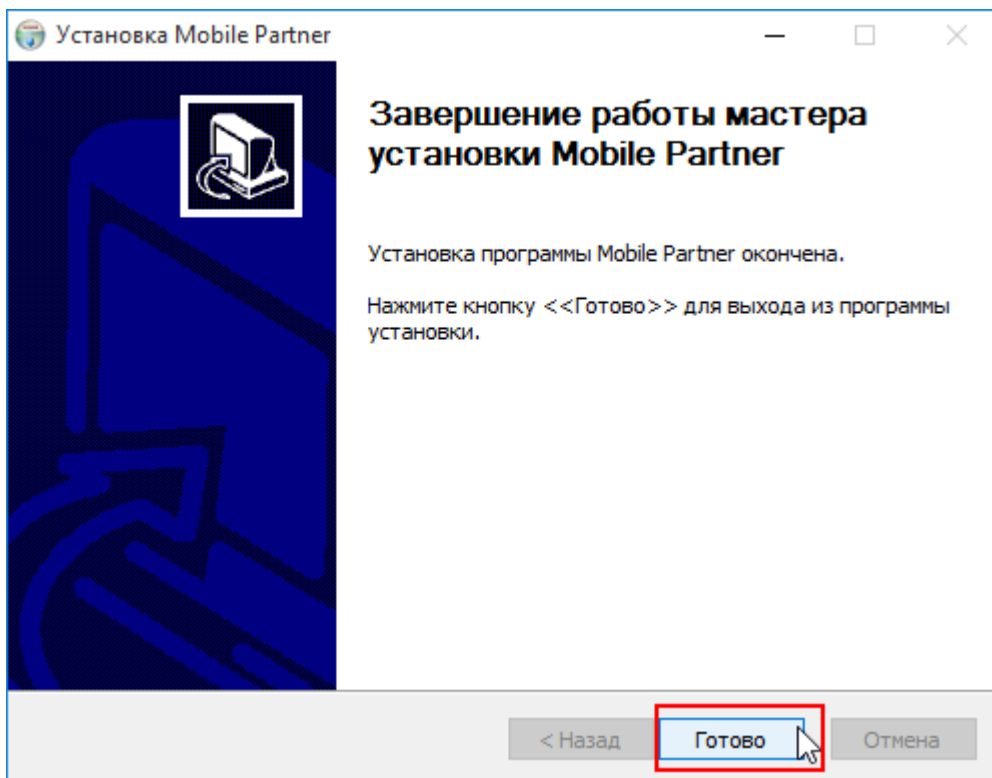 Установка Mobile Partner
Завершение работы мастера
установки Mobile Partner
Установка программы Mobile Partner окончена.
Нажмите кнопку <<Готово>> для выхода из программы
установки.
< Назад
Готово
Отмена